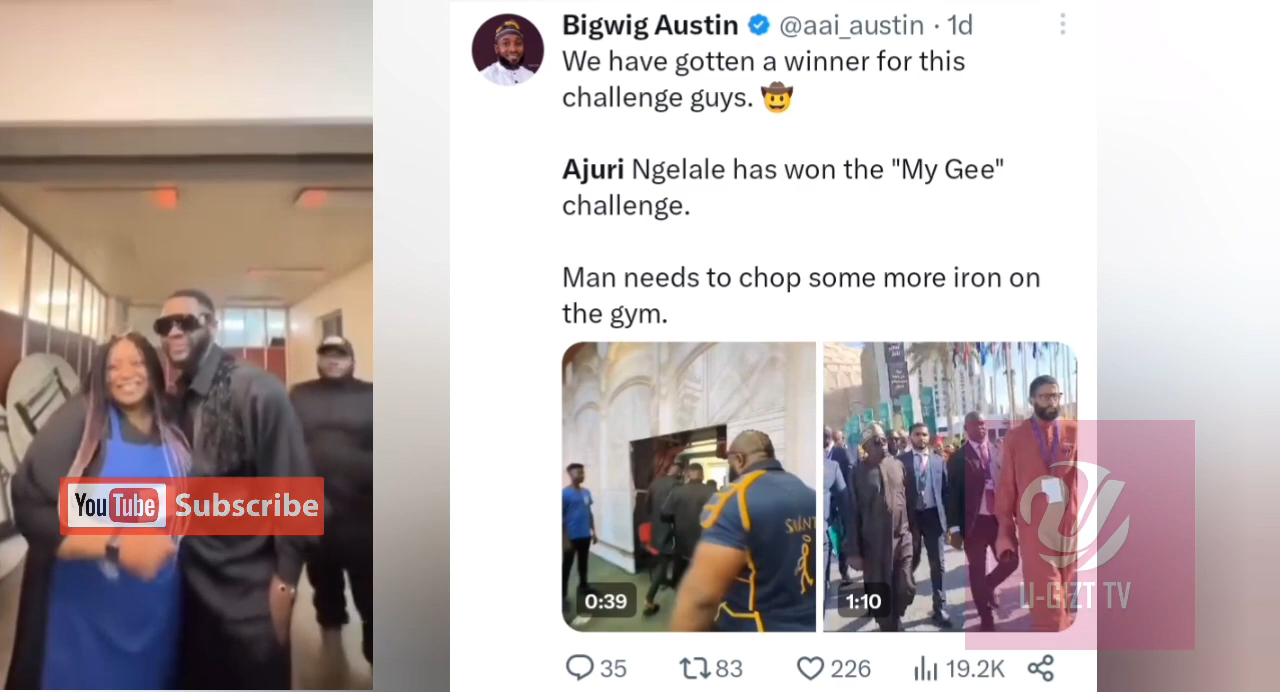 Bigwig Austin @aai_austin · 1d
We have gotten a winner for this
challenge guys. 🤠
Ajuri Ngelale has won the "My Gee"
challenge.
Man needs to chop some more iron on
the gym.
YouTube Subscribe
SAINT
0:39
1:10
U-GIZT TV
35 83 226 19.2K